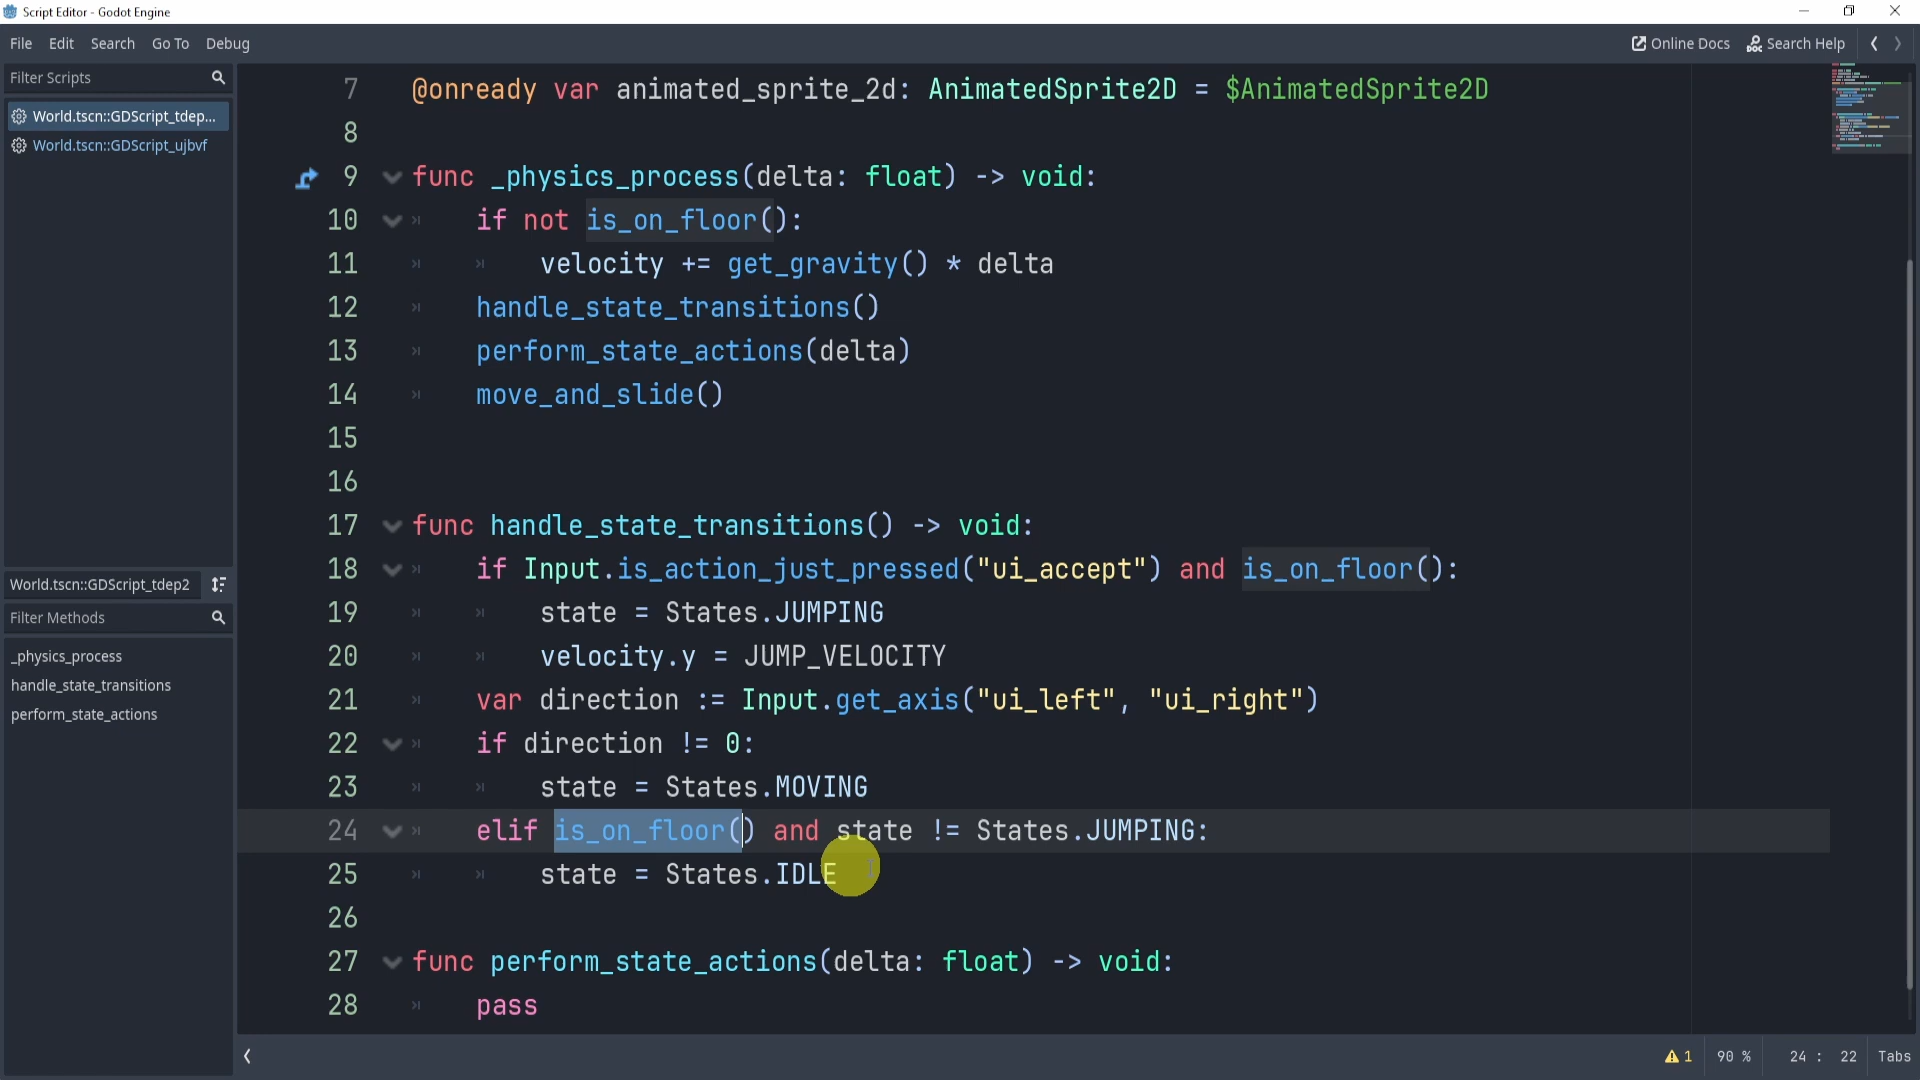 Script Editor - Godot Engine
File Edit Search Go To Debug
Online Docs Search Help
Filter Scripts
World.tscn::GDScript_tdep...
World.tscn::GDScript_ujbvf
World.tscn::GDScript_tdep2
Filter Methods
_physics_process
handle_state_transitions
perform_state_actions
7 @onready var animated_sprite_2d: AnimatedSprite2D = $AnimatedSprite2D
8
9 func _physics_process(delta: float) -> void:
10 if not is_on_floor():
11 velocity += get_gravity() * delta
12 handle_state_transitions()
13 perform_state_actions(delta)
14 move_and_slide()
15
16
17 func handle_state_transitions() -> void:
18 if Input.is_action_just_pressed("ui_accept") and is_on_floor():
19 state = States.JUMPING
20 velocity.y = JUMP_VELOCITY
21 var direction := Input.get_axis("ui_left", "ui_right")
22 if direction != 0:
23 state = States.MOVING
24 elif is_on_floor() and state != States.JUMPING:
25 state = States.IDLE
26
27 func perform_state_actions(delta: float) -> void:
28 pass
1 90 % 24 : 22 Tabs